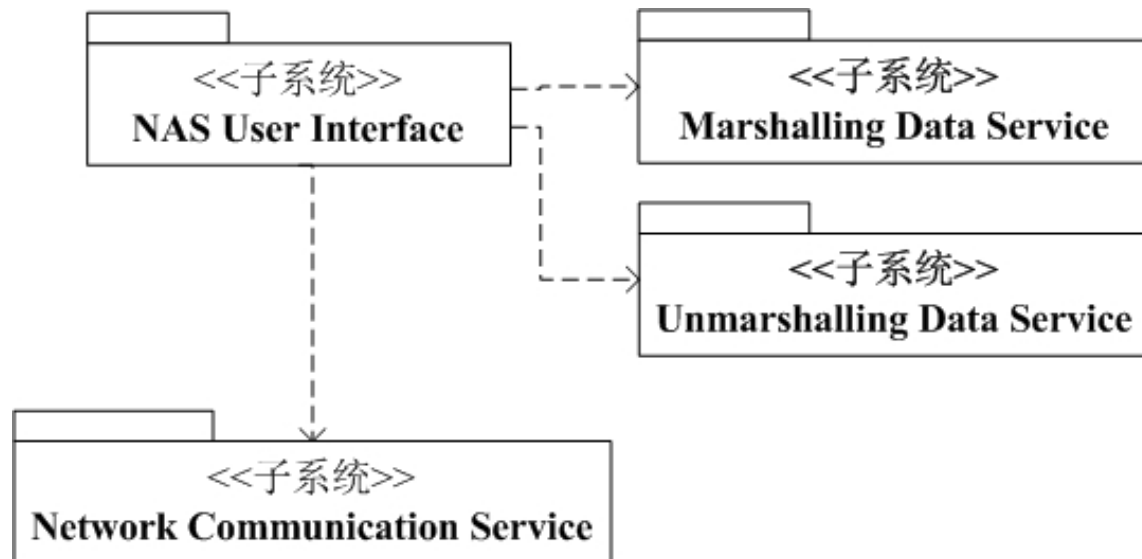 <<子系统>>
NAS User Interface
<<子系统>>
Marshalling Data Service
<<子系统>>
Unmarshalling Data Service
<<子系统>>
Network Communication Service